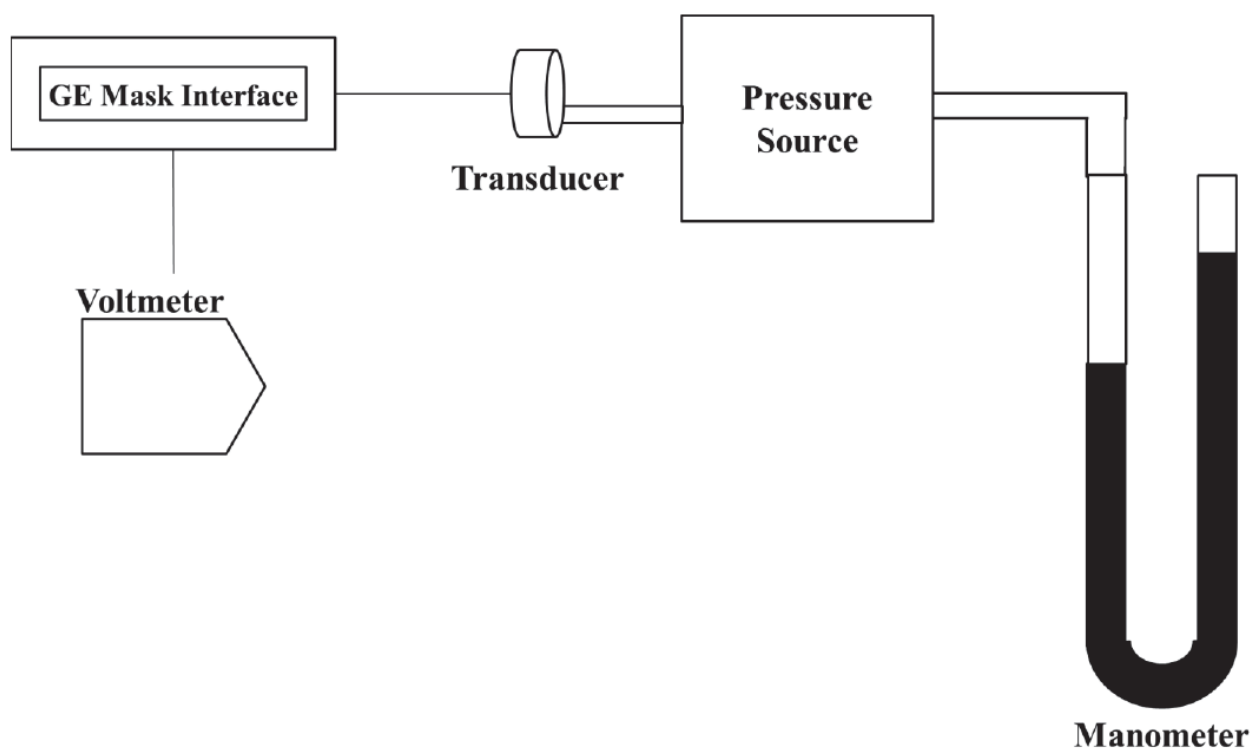 GE Mask Interface
Transducer
Pressure
Source
Voltmeter
Manometer